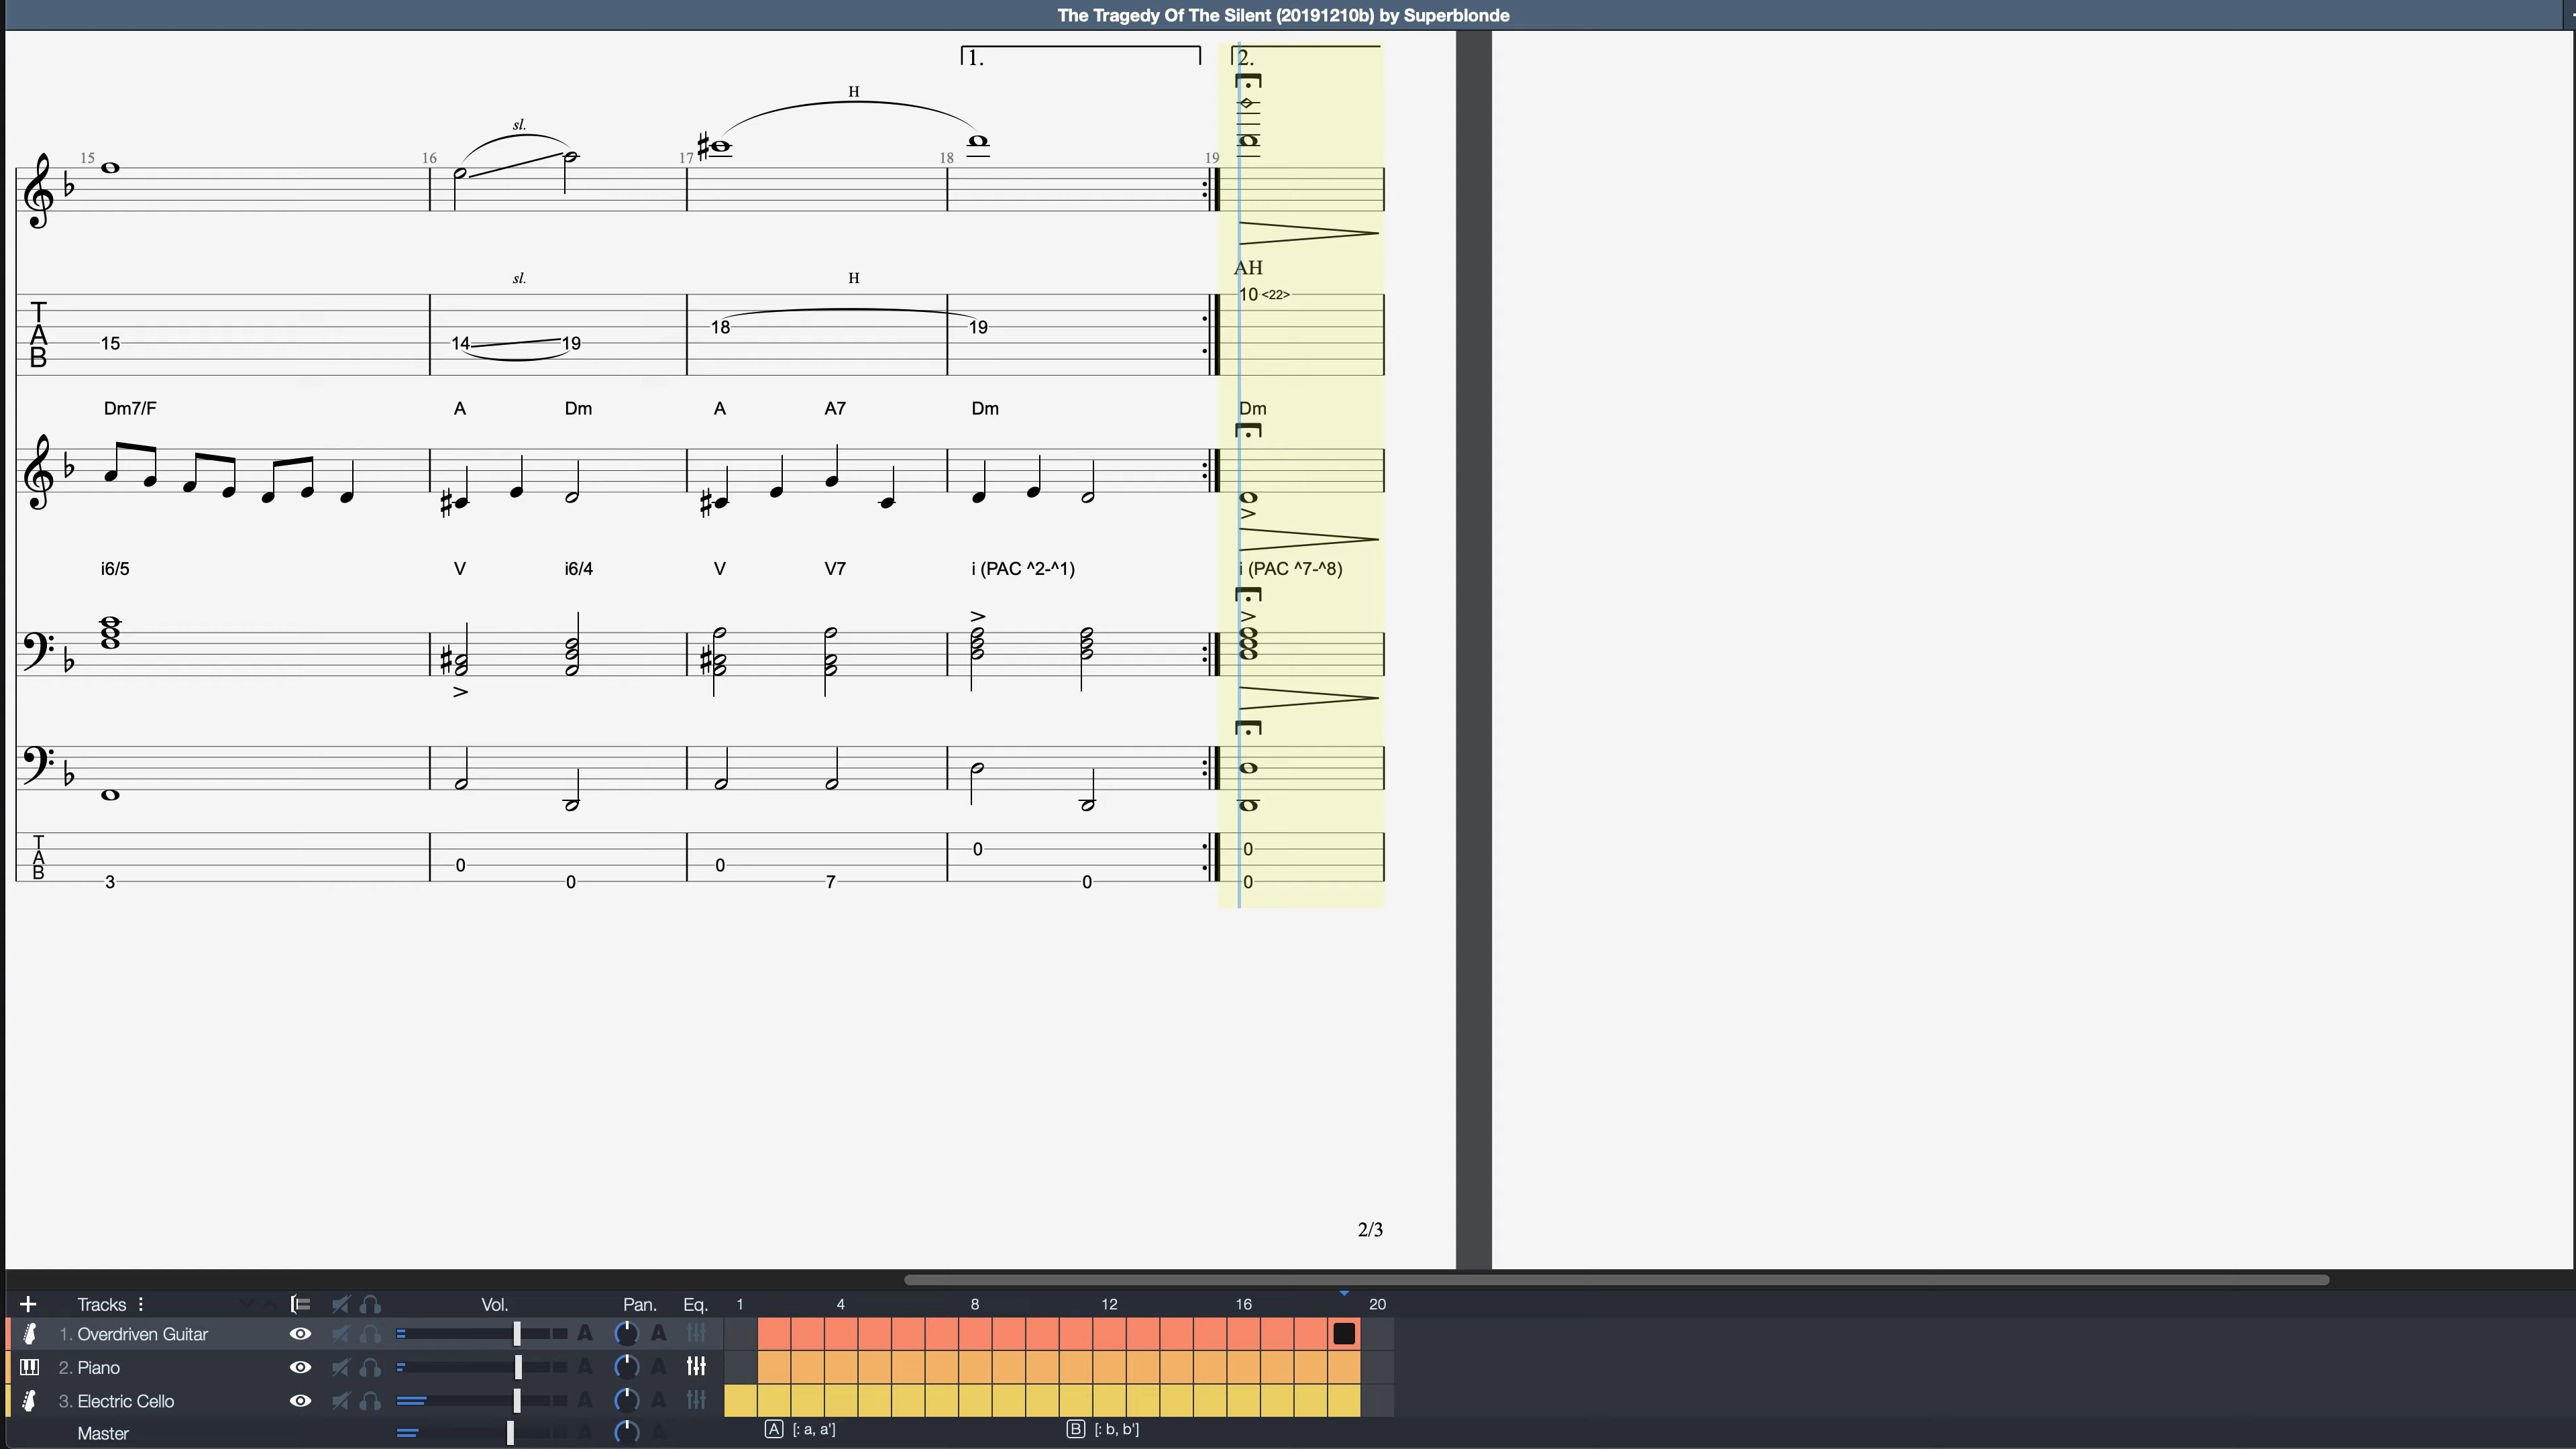 The Tragedy Of The Silent (20191210b) by Superblonde
1. 2.
H
sl.
15 16 17 18 19
sl. H AH
10 <22>
T
A
B
18 19
15 14 19
Dm7/F A Dm A A7 Dm Dm
i6/5 V i6/4 V V7 i (PAC ^2-^1) i (PAC ^7-^8)
T
A
B
0 0
0 0
3 0 7 0 0
2/3
Tracks Vol. Pan. Eq. 1 4 8 12 16 20
1. Overdriven Guitar A A
2. Piano A A
3. Electric Cello A A
Master A A A [: a, a'] B [: b, b']